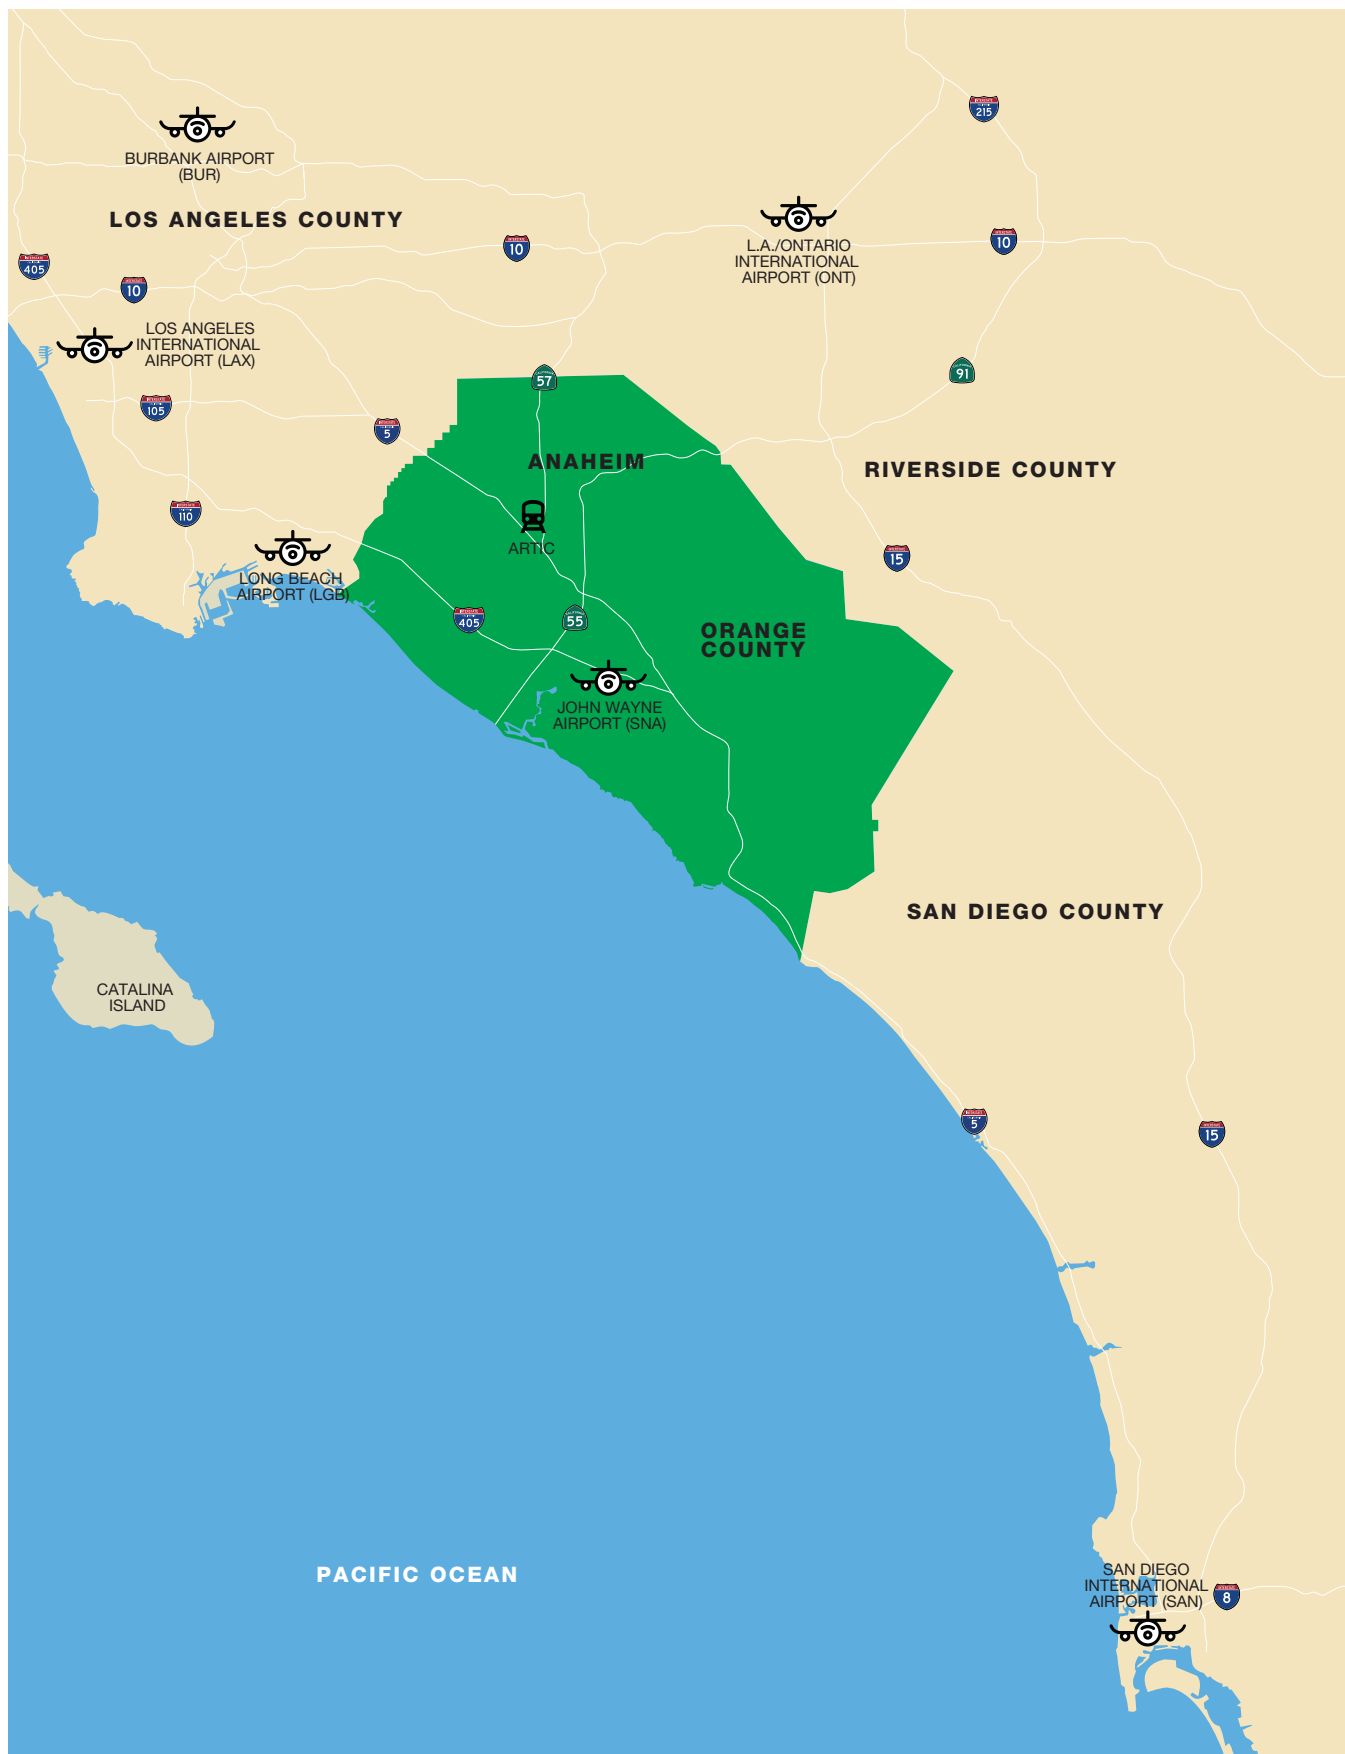 215
BURBANK AIRPORT
(BUR)
LOS ANGELES COUNTY
10
L.A./ONTARIO
INTERNATIONAL
AIRPORT (ONT)
10
405
10
LOS ANGELES
INTERNATIONAL
AIRPORT (LAX)
57
91
105
5
ANAHEIM
RIVERSIDE COUNTY
110
ARTIC
15
LONG BEACH
AIRPORT (LGB)
405
55
ORANGE
COUNTY
JOHN WAYNE
AIRPORT (SNA)
SAN DIEGO COUNTY
CATALINA
ISLAND
5
15
PACIFIC OCEAN
SAN DIEGO
INTERNATIONAL
AIRPORT (SAN)
8